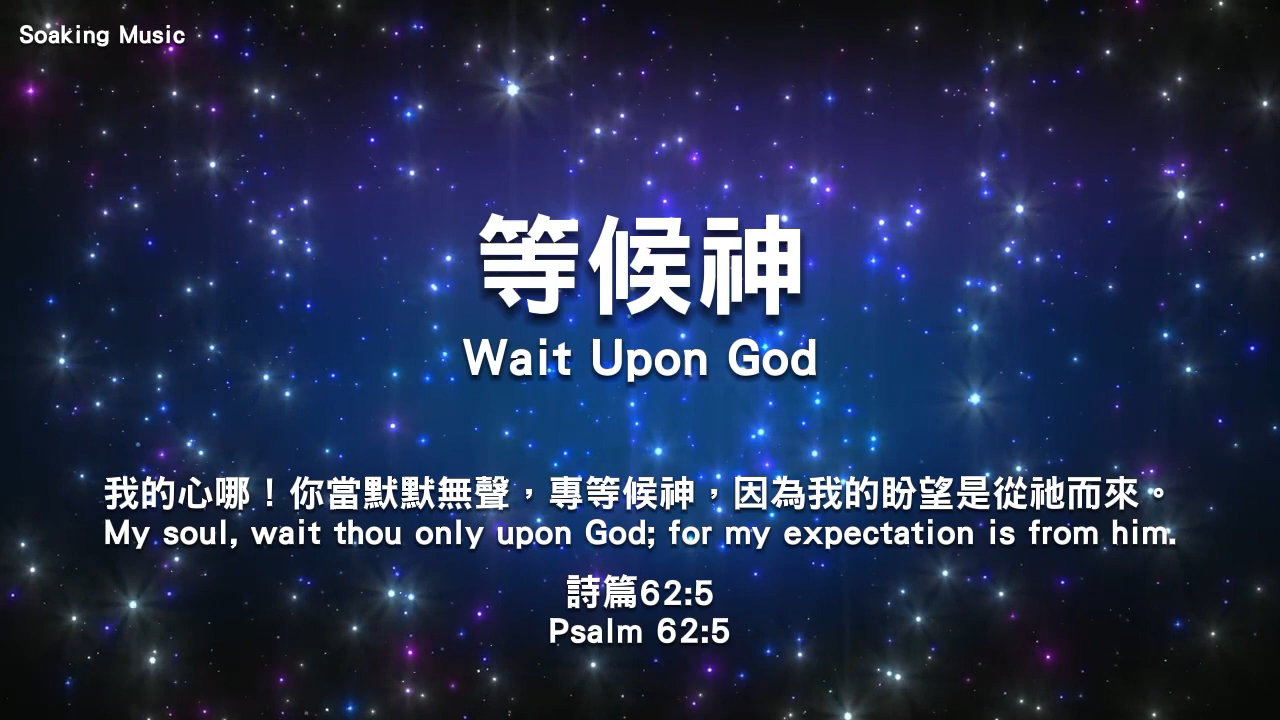 Soaking Music
等候神
Wait Upon God
我的心哪！你當默默無聲，專等候神，因為我的盼望是從祂而來。
My soul, wait thou only upon God; for my expectation is from him.
詩篇62:5
Psalm 62:5